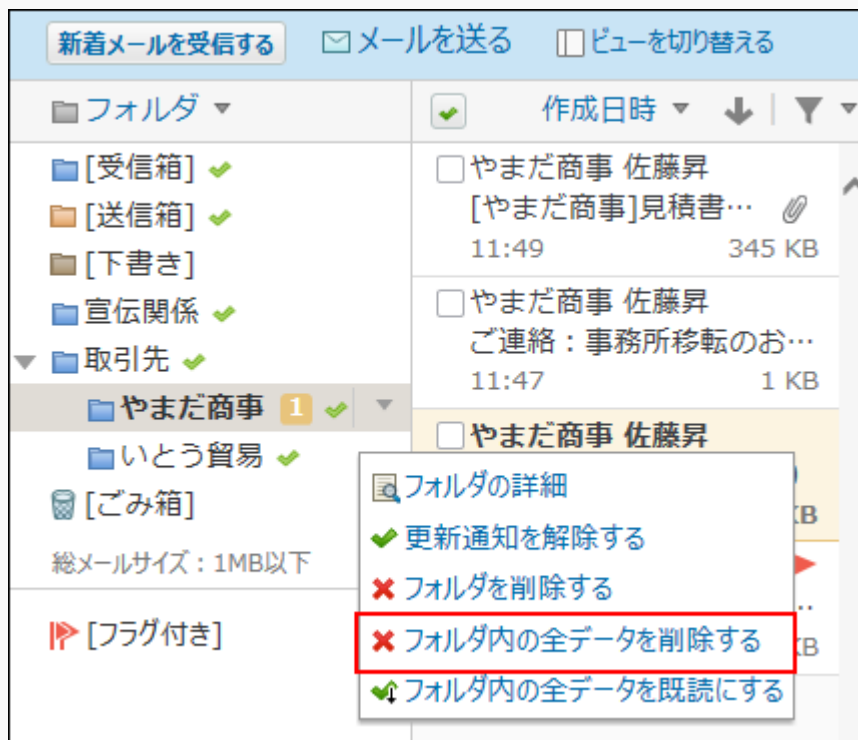 新着メールを受信する メールを送る ビューを切り替える
フォルダ
作成日時
[受信箱]
[送信箱]
[下書き]
宣伝関係
取引先
やまだ商事 1
いとう貿易
[ごみ箱]
総メールサイズ：1MB以下
[フラグ付き]
やまだ商事 佐藤昇
[やまだ商事]見積書…
11:49 345 KB
やまだ商事 佐藤昇
ご連絡：事務所移転のお…
11:47 1 KB
やまだ商事 佐藤昇
KB
KB
フォルダの詳細
更新通知を解除する
フォルダを削除する
フォルダ内の全データを削除する
フォルダ内の全データを既読にする